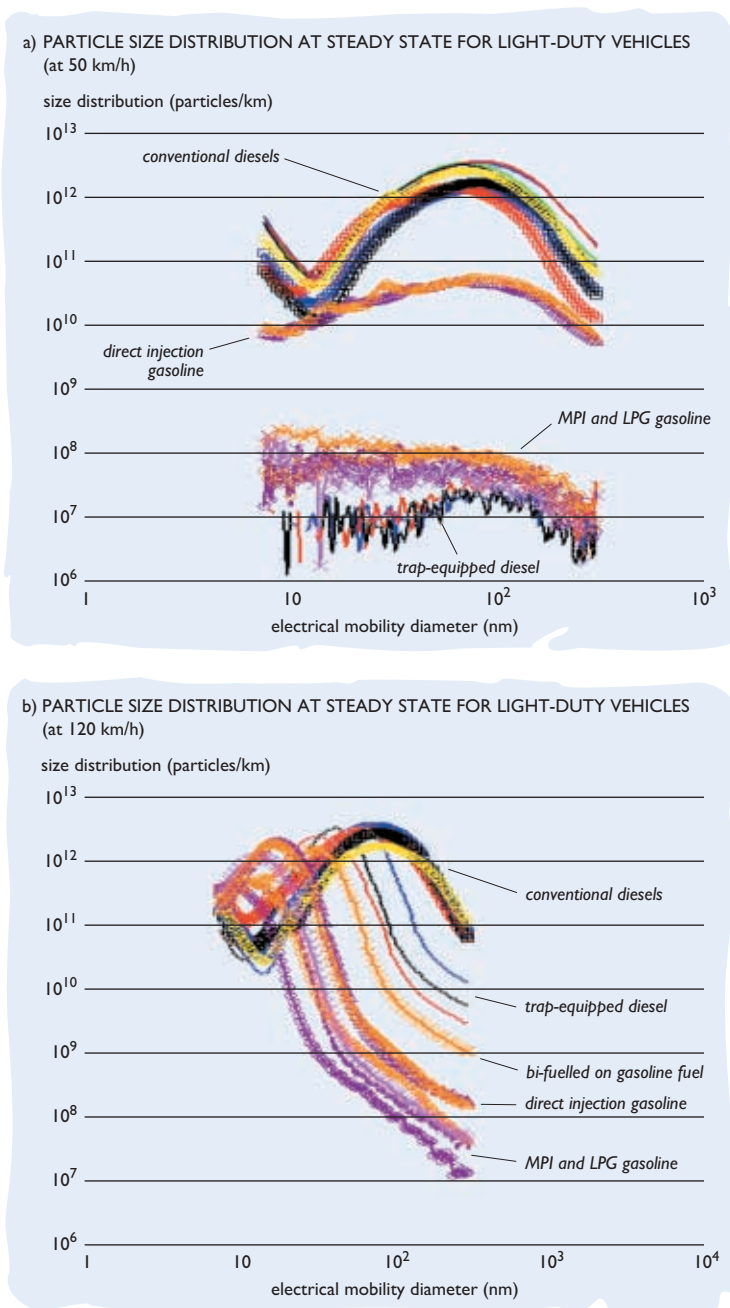 a) PARTICLE SIZE DISTRIBUTION AT STEADY STATE FOR LIGHT-DUTY VEHICLES
(at 50 km/h)
size distribution (particles/km)
10¹³
conventional diesels
10¹²
10¹¹
10¹⁰
direct injection
gasoline
10⁹
MPI and LPG gasoline
10⁸
10⁷
trap-equipped diesel
10⁶
1 10 10² 10³
electrical mobility diameter (nm)
b) PARTICLE SIZE DISTRIBUTION AT STEADY STATE FOR LIGHT-DUTY VEHICLES
(at 120 km/h)
size distribution (particles/km)
10¹³
10¹²
conventional diesels
10¹¹
10¹⁰
trap-equipped diesel
10⁹
bi-fuelled on gasoline fuel
direct injection gasoline
10⁸
MPI and LPG gasoline
10⁷
10⁶
1 10 10² 10³ 10⁴
electrical mobility diameter (nm)